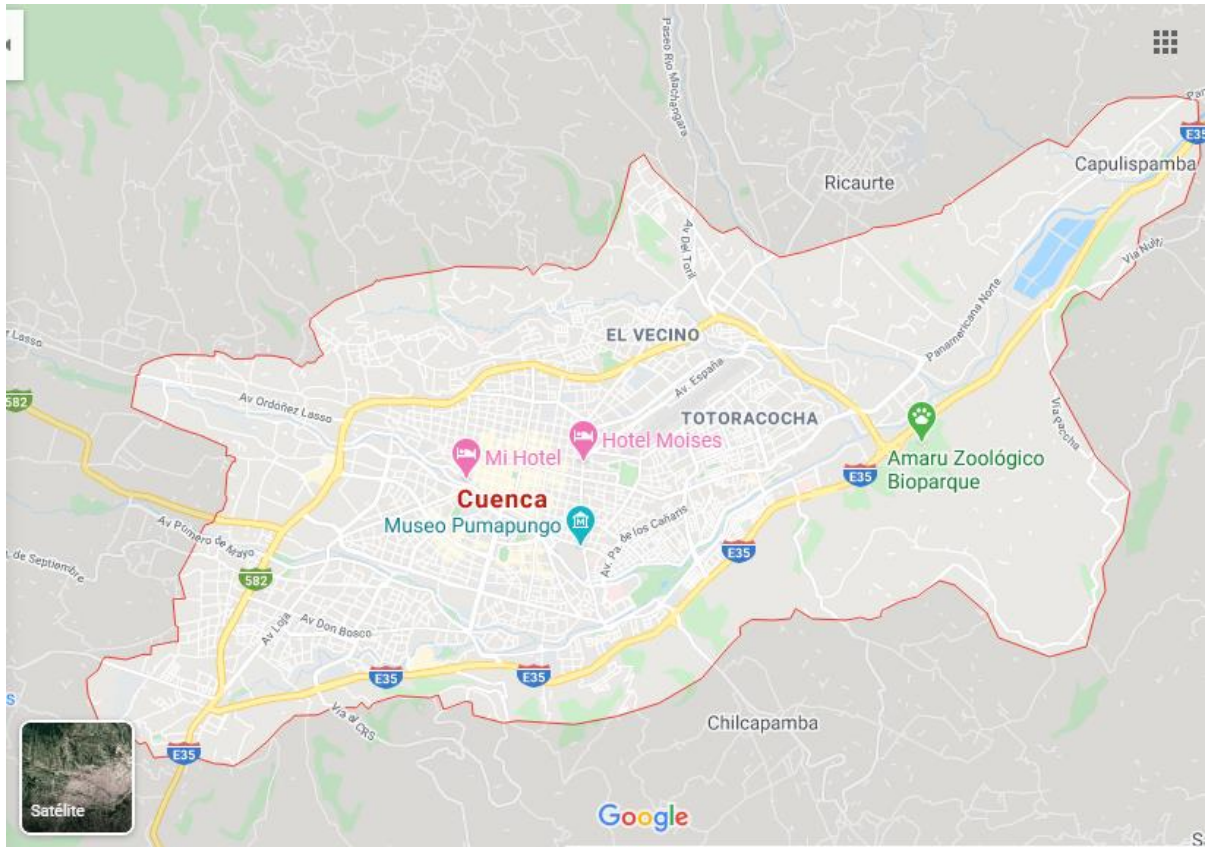 Paseo Río Machangara
E35
Capulispamba
Ricaurte
Av Del Toril
Vía Nulti
Panamericana Norte
EL VECINO
Lasso
582
Av Ordóñez Lasso
Av. España
TOTORACOCHA
Vía Paccha
Hotel Moises
Mi Hotel
Amaru Zoológico
Bioparque
E35
Cuenca
Museo Pumapungo
Av. Pa. de los Cañaris
Av Primero de Mayo
de Septiembre
E35
582
Av Loja
Av Don Bosco
E35
E35
Vía al CRS
Chilcapamba
E35
Satélite
Google